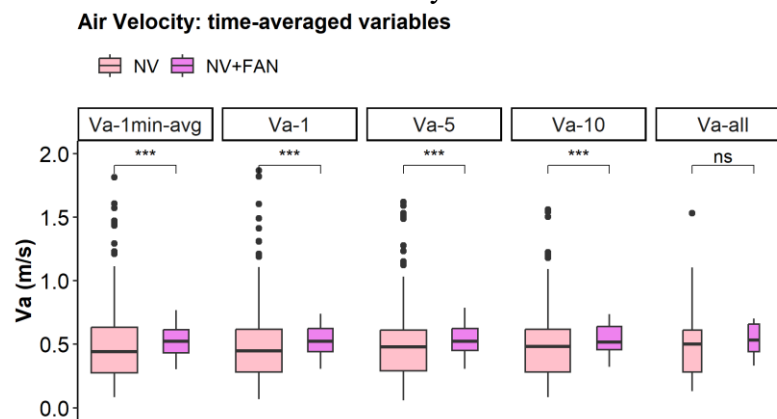 Air Velocity: time-averaged variables
NV NV+FAN
Va-1min-avg Va-1 Va-5 Va-10 Va-all
*** *** *** *** ns
Va (m/s)
2.0
1.5
1.0
0.5
0.0